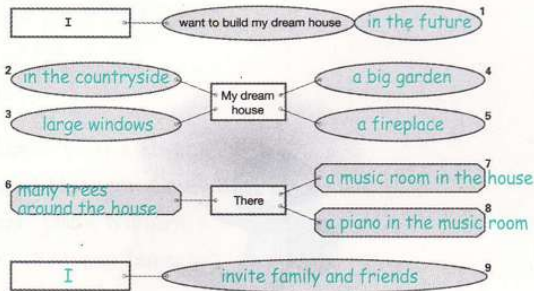 1
I want to build my dream house in the future
2 4
in the countryside a big garden
My dream
house
3 5
large windows a fireplace
7
6 a music room in the house
many trees
around the house There
8
a piano in the music room
9
I invite family and friends